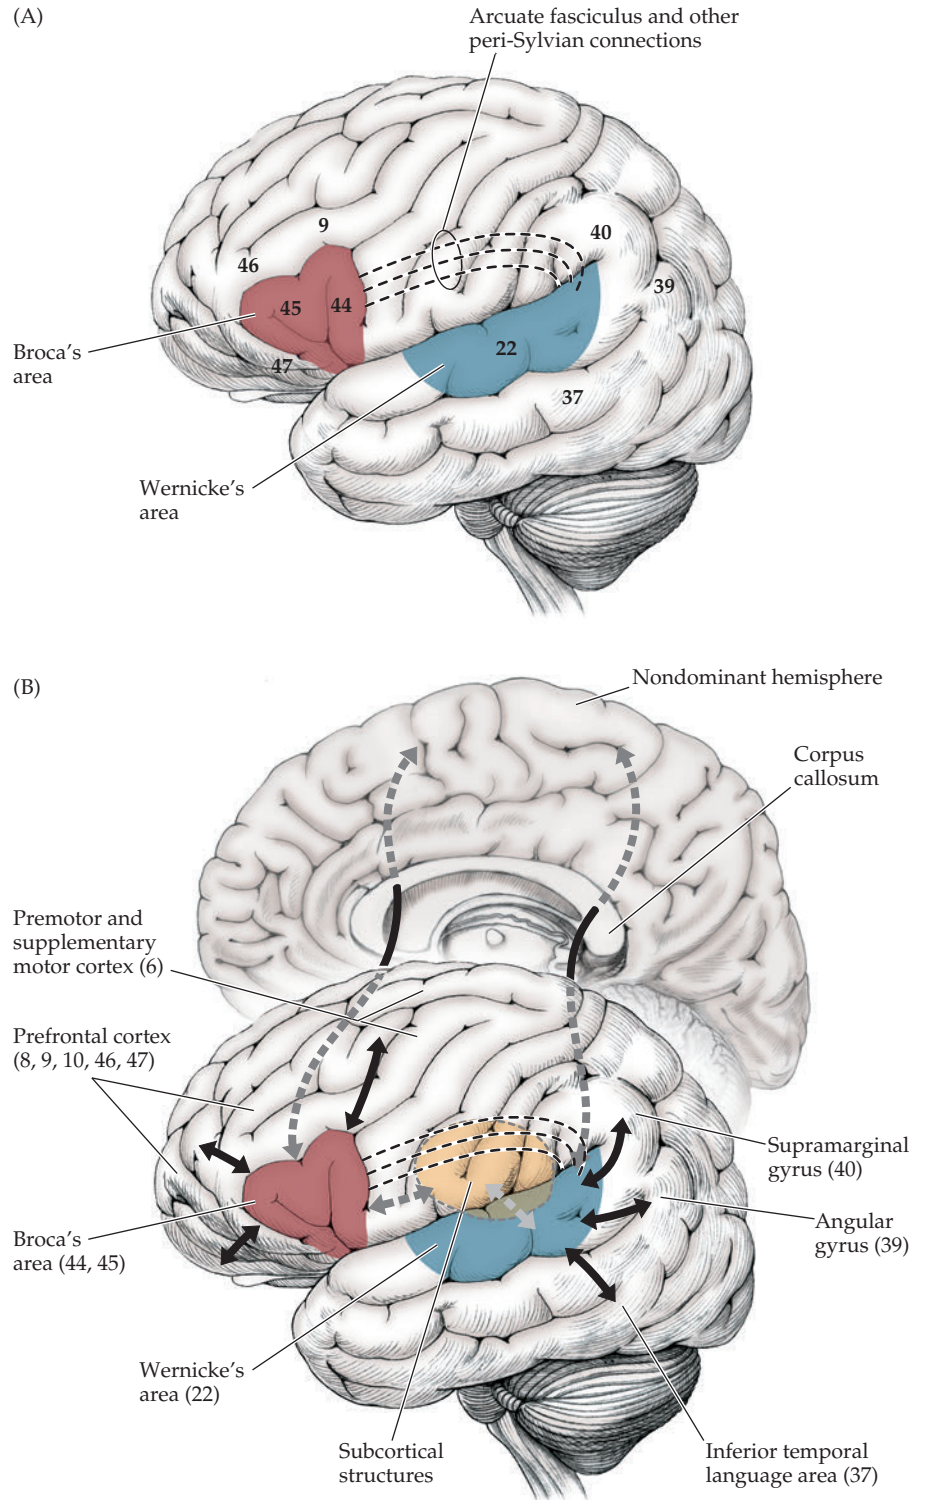 (A)
Arcuate fasciculus and other
peri-Sylvian connections
9
40
46
39
45
44
Broca's
area
22
47
37
Wernicke's
area
(B)
Nondominant hemisphere
Corpus
callosum
Premotor and
supplementary
motor cortex (6)
Prefrontal cortex
(8, 9, 10, 46, 47)
Supramarginal
gyrus (40)
Broca's
area (44, 45)
Angular
gyrus (39)
Wernicke's
area (22)
Subcortical
structures
Inferior temporal
language area (37)